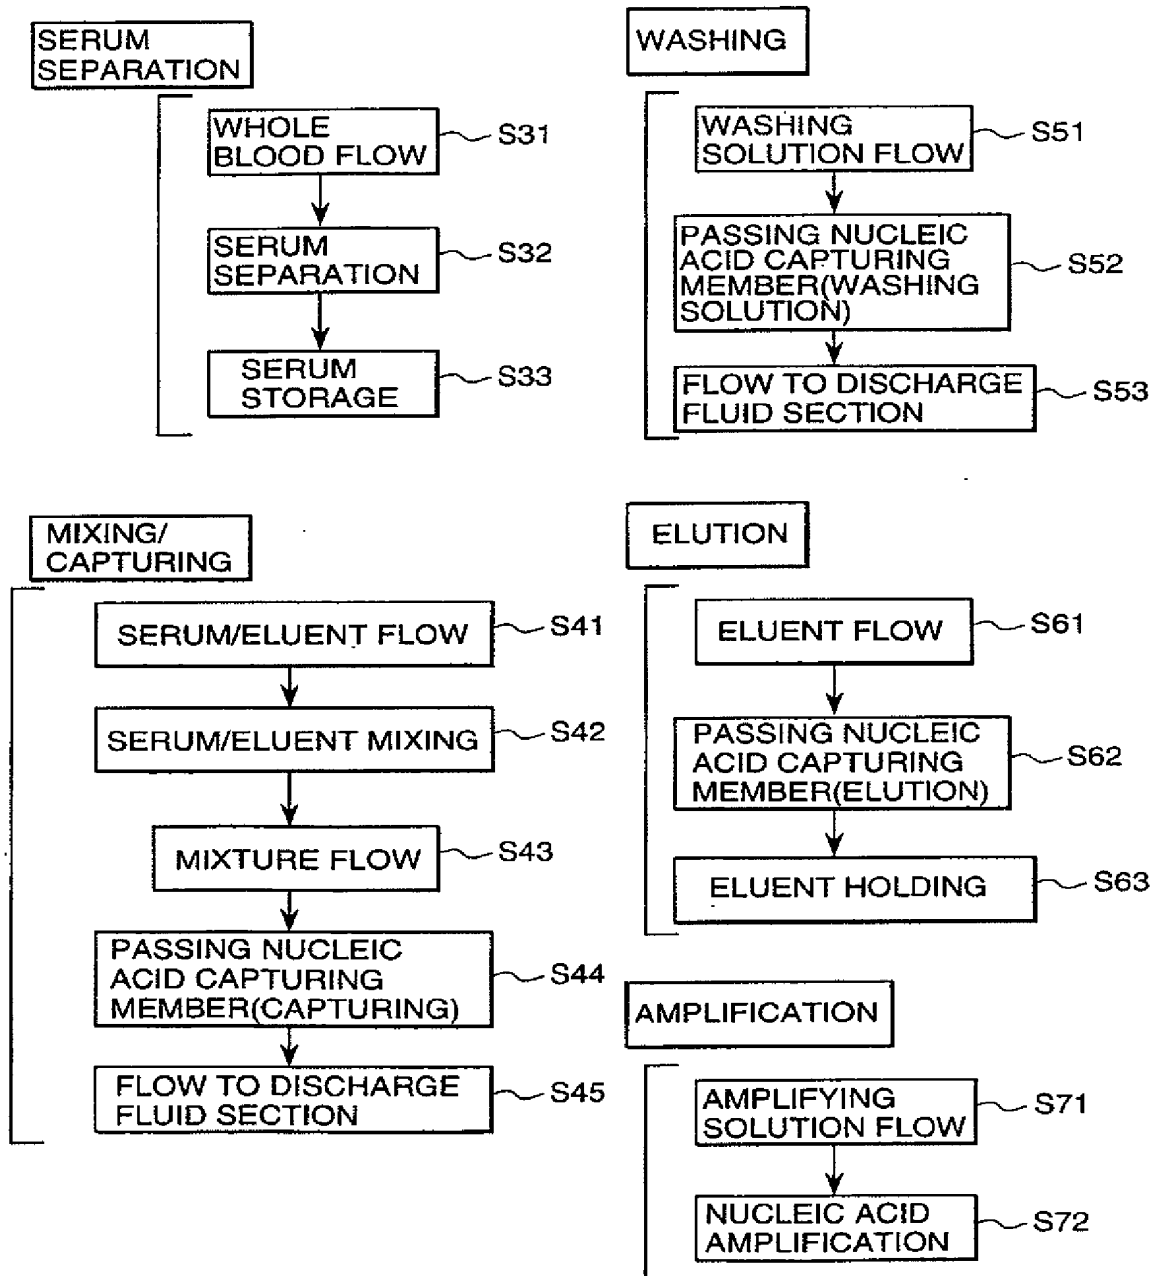 SERUM
SEPARATION
WHOLE
BLOOD FLOW
S31
SERUM
SEPARATION
S32
SERUM
STORAGE
S33
MIXING/
CAPTURING
SERUM/ELUENT FLOW
S41
SERUM/ELUENT MIXING
S42
MIXTURE FLOW
S43
PASSING NUCLEIC
ACID CAPTURING
MEMBER(CAPTURING)
S44
FLOW TO DISCHARGE
FLUID SECTION
S45
WASHING
WASHING
SOLUTION FLOW
S51
PASSING NUCLEIC
ACID CAPTURING
MEMBER(WASHING
SOLUTION)
S52
FLOW TO DISCHARGE
FLUID SECTION
S53
ELUTION
ELUENT FLOW
S61
PASSING NUCLEIC
ACID CAPTURING
MEMBER(ELUTION)
S62
ELUENT HOLDING
S63
AMPLIFICATION
AMPLIFYING
SOLUTION FLOW
S71
NUCLEIC ACID
AMPLIFICATION
S72